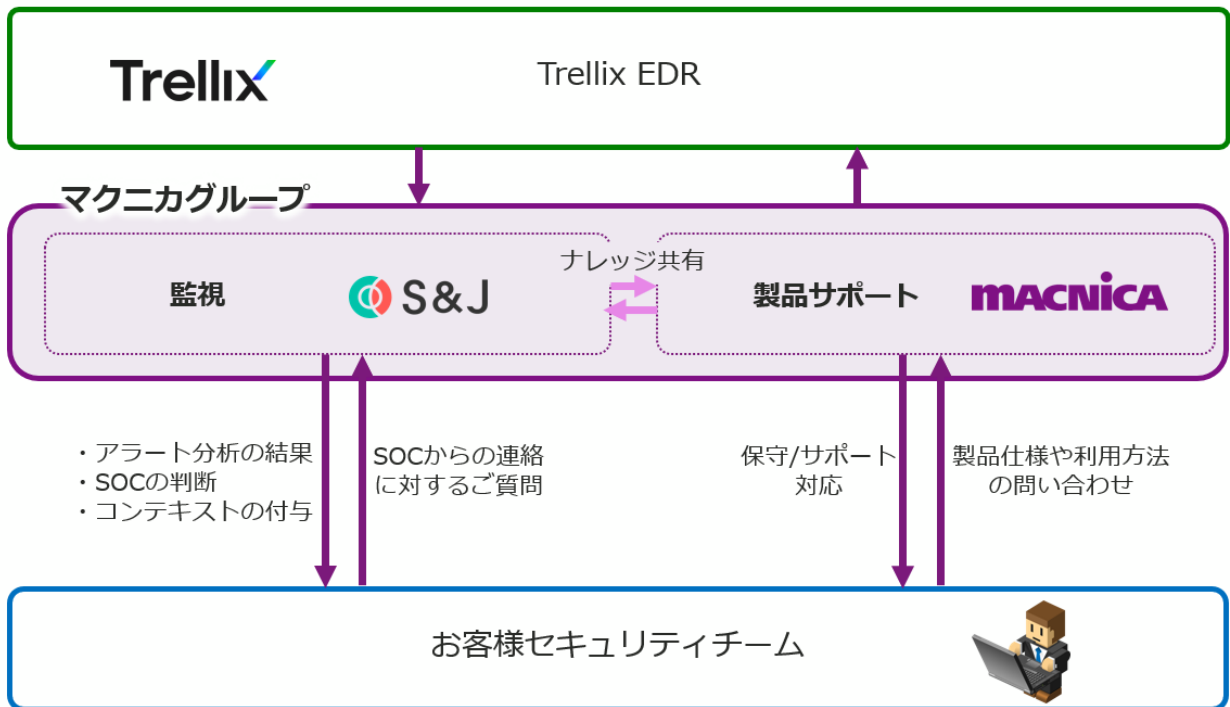 Trellix
Trellix EDR
マクニカグループ
監視
S&J
ナレッジ共有
製品サポート
MACNICA
・アラート分析の結果
・SOCの判断
・コンテキストの付与
SOCからの連絡
に対するご質問
保守/サポート
対応
製品仕様や利用方法
の問い合わせ
お客様セキュリティチーム